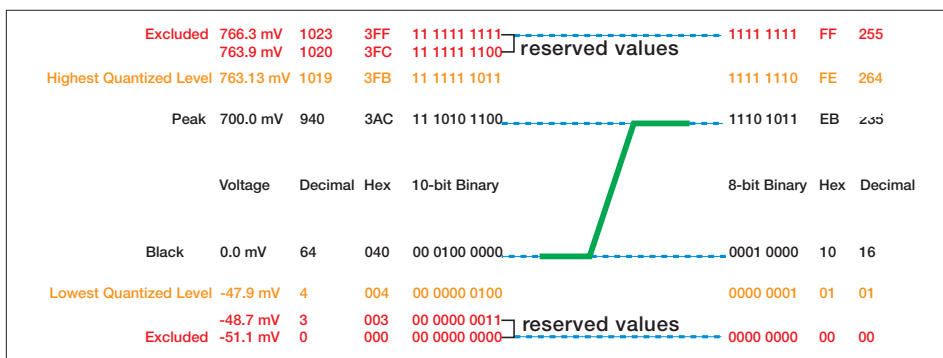 Excluded 766.3 mV 1023 3FF 11 1111 1111 1111 1111 FF 255
763.9 mV 1020 3FC 11 1111 1100 reserved values
Highest Quantized Level 763.13 mV 1019 3FB 11 1111 1011 1111 1110 FE 264
Peak 700.0 mV 940 3AC 11 1010 1100 1110 1011 EB 235
Voltage Decimal Hex 10-bit Binary 8-bit Binary Hex Decimal
Black 0.0 mV 64 040 00 0100 0000 0001 0000 10 16
Lowest Quantized Level -47.9 mV 4 004 00 0000 0100 0000 0001 01 01
-48.7 mV 3 003 00 0000 0011 reserved values
Excluded -51.1 mV 0 000 00 0000 0000 0000 0000 00 00